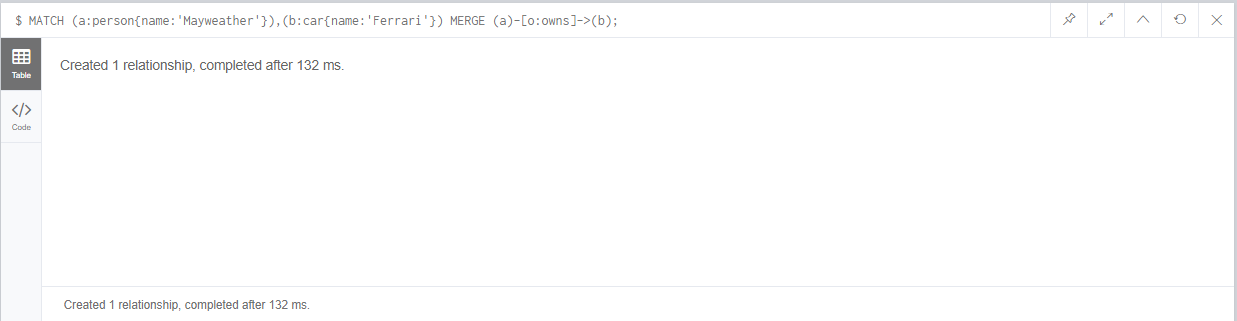 $ MATCH (a:person{name:'Mayweather'}),(b:car{name:'Ferrari'}) MERGE (a)-[o:owns]->(b);
Table
Created 1 relationship, completed after 132 ms.
</> 
Code
Created 1 relationship, completed after 132 ms.